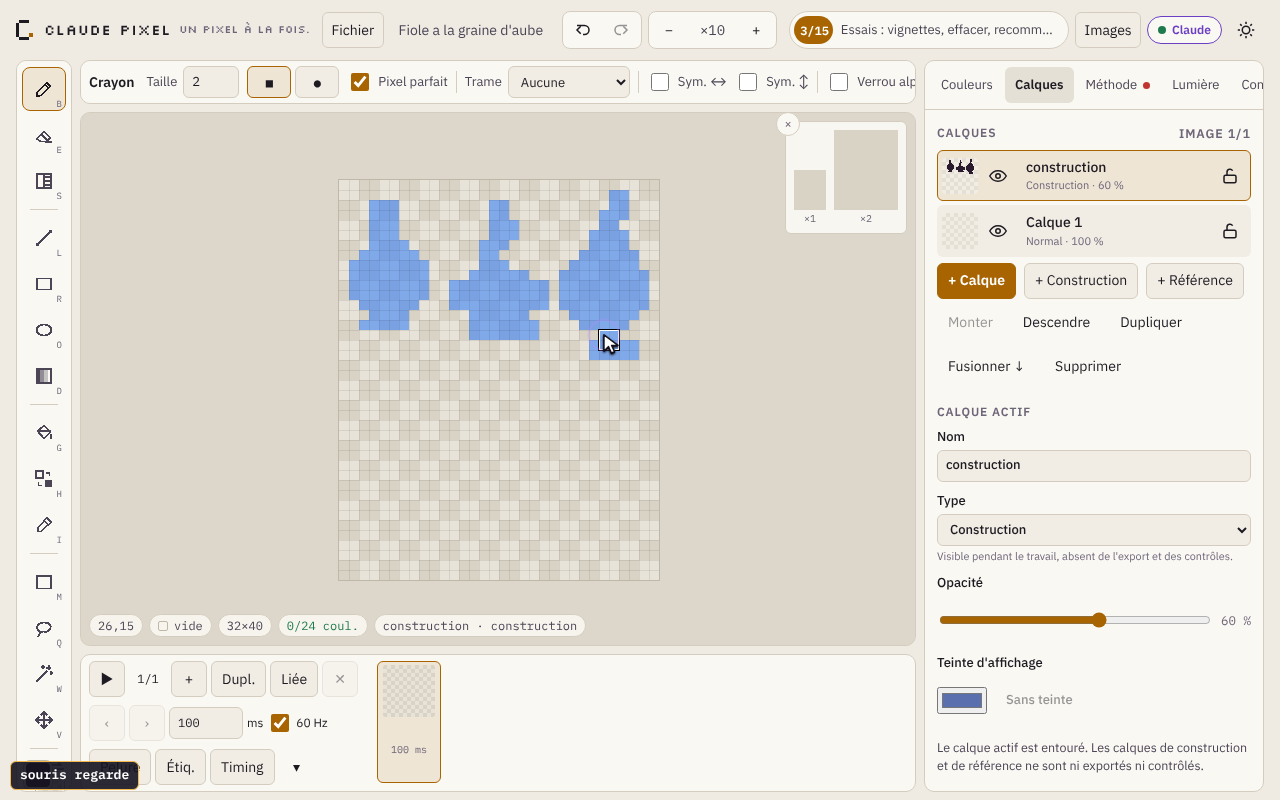 CLAUDE PIXEL UN PIXEL À LA FOIS. Fichier Fiole à la graine d'aube − ×10 + 3/15 Essais : vignettes, effacer, recomm… Images Claude
Crayon Taille 2 Pixel parfait Trame Aucune Sym. Sym. Verrou alp
Couleurs Calques Méthode Lumière Con
B
E
S
L
R
O
D
G
H
I
M
Q
W
V
×
×1 ×2
CALQUES IMAGE 1/1
construction
Construction · 60 %
Calque 1
Normal · 100 %
+ Calque + Construction + Référence
Monter Descendre Dupliquer
Fusionner ↓ Supprimer
CALQUE ACTIF
Nom
construction
Type
Construction
Visible pendant le travail, absent de l'export et des contrôles.
Opacité
60 %
Teinte d'affichage
Sans teinte
Le calque actif est entouré. Les calques de construction
et de référence ne sont ni exportés ni contrôlés.
26,15 vide 32×40 0/24 coul. construction · construction
1/1 + Dupl. Liée ×
‹ › 100 ms 60 Hz
100 ms
Étiq. Timing
souris regarde